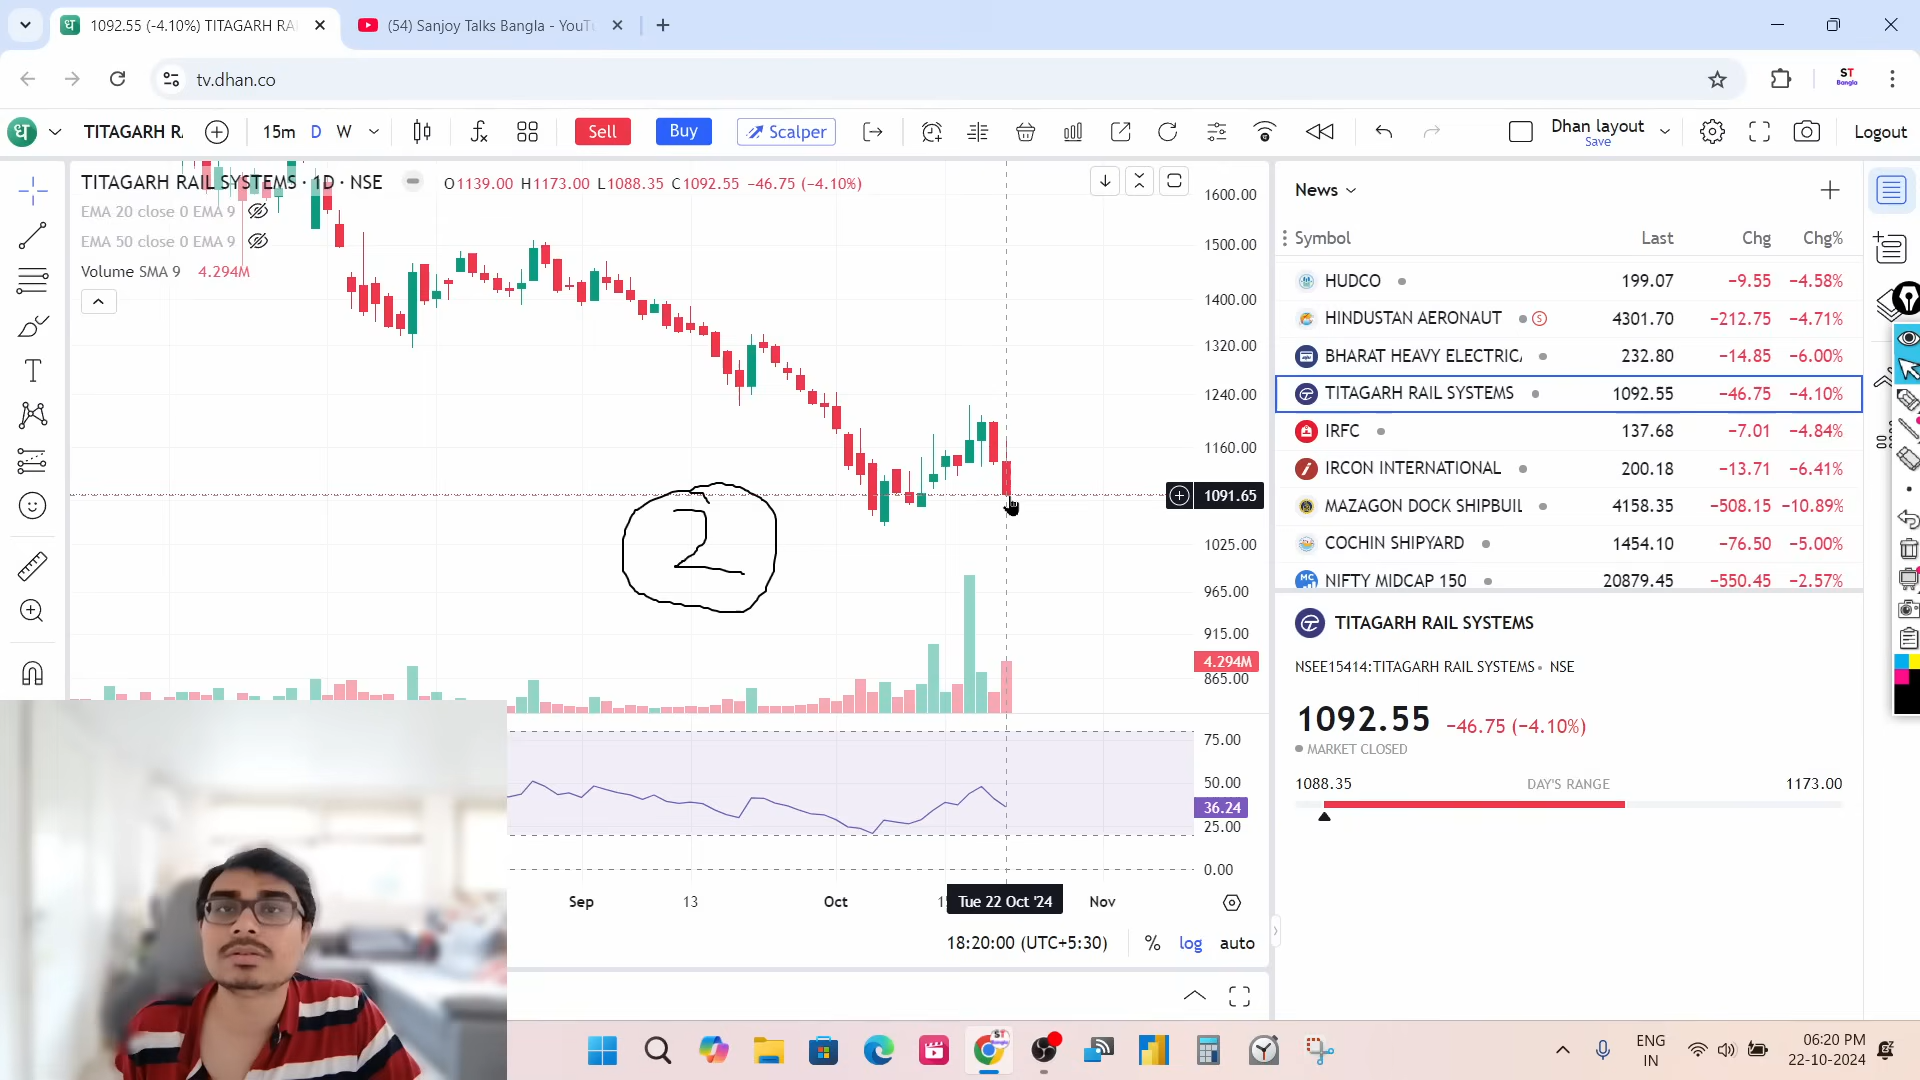 1092.55 (-4.10%) TITAGARH RA
(54) Sanjoy Talks Bangla - YouTu
tv.dhan.co
ST
Bangla
ध
TITAGARH R
15m
D
W
Sell
Buy
Scalper
Dhan layout
Save
Logout
TITAGARH RAIL SYSTEMS · 1D · NSE
O1139.00 H1173.00 L1088.35 C1092.55 −46.75 (−4.10%)
EMA 20 close 0 EMA 9
EMA 50 close 0 EMA 9
Volume SMA 9 4.294M
1600.00
1500.00
1400.00
1320.00
1240.00
1160.00
1091.65
1025.00
965.00
915.00
4.294M
865.00
2
75.00
50.00
36.24
25.00
0.00
Sep
13
Oct
Tue 22 Oct '24
Nov
18:20:00 (UTC+5:30)
%
log
auto
News
Symbol Last Chg Chg%
HUDCO 199.07 −9.55 −4.58%
HINDUSTAN AERONAUT S 4301.70 −212.75 −4.71%
BHARAT HEAVY ELECTRIC 232.80 −14.85 −6.00%
TITAGARH RAIL SYSTEMS 1092.55 −46.75 −4.10%
IRFC 137.68 −7.01 −4.84%
IRCON INTERNATIONAL 200.18 −13.71 −6.41%
MAZAGON DOCK SHIPBUIL 4158.35 −508.15 −10.89%
COCHIN SHIPYARD 1454.10 −76.50 −5.00%
MC NIFTY MIDCAP 150 20879.45 −550.45 −2.57%
TITAGARH RAIL SYSTEMS
NSEE15414:TITAGARH RAIL SYSTEMS • NSE
1092.55 −46.75 (−4.10%)
MARKET CLOSED
1088.35 DAY'S RANGE 1173.00
ENG
IN
06:20 PM
22-10-2024